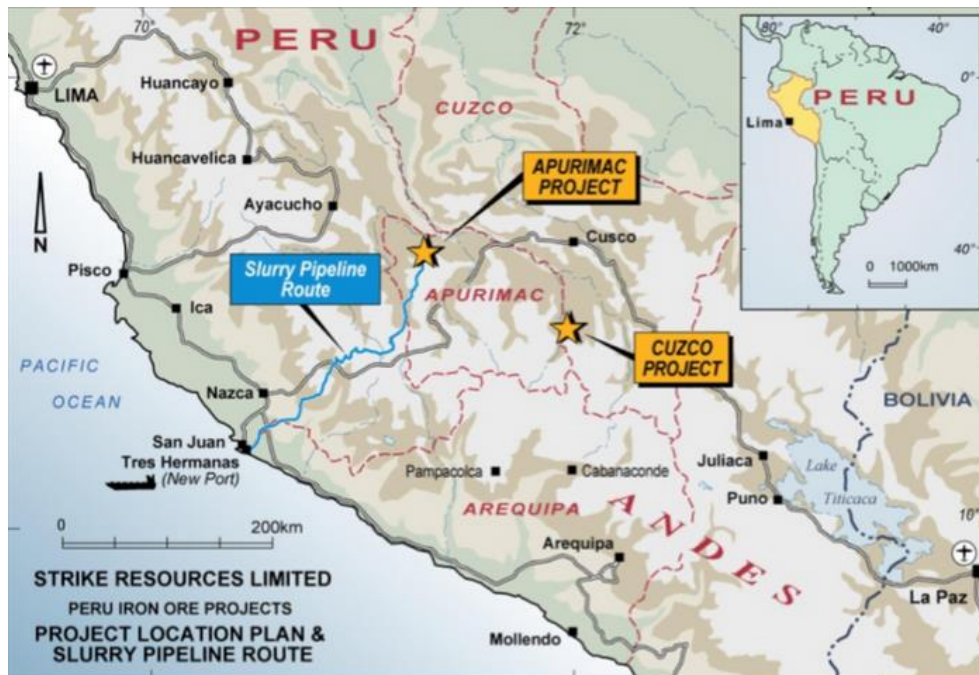 70°
72°
PERU
LIMA
Huancayo
Huancavelica
Ayacucho
CUZCO
APURIMAC
PROJECT
N
Pisco
Ica
Slurry Pipeline
Route
APURIMAC
Cusco
CUZCO
PROJECT
PACIFIC
OCEAN
Nazca
San Juan
Tres Hermanas
(New Port)
Pampacolca
Cabanaconde
Juliaca
Puno
Lake
Titicaca
BOLIVIA
10°
AREQUIPA
ANDES
Arequipa
Mollendo
La Paz
0
200km
STRIKE RESOURCES LIMITED
PERU IRON ORE PROJECTS
PROJECT LOCATION PLAN &
SLURRY PIPELINE ROUTE
80°
40°
0°
0°
PERU
Lima
40°
40°
0 1000km